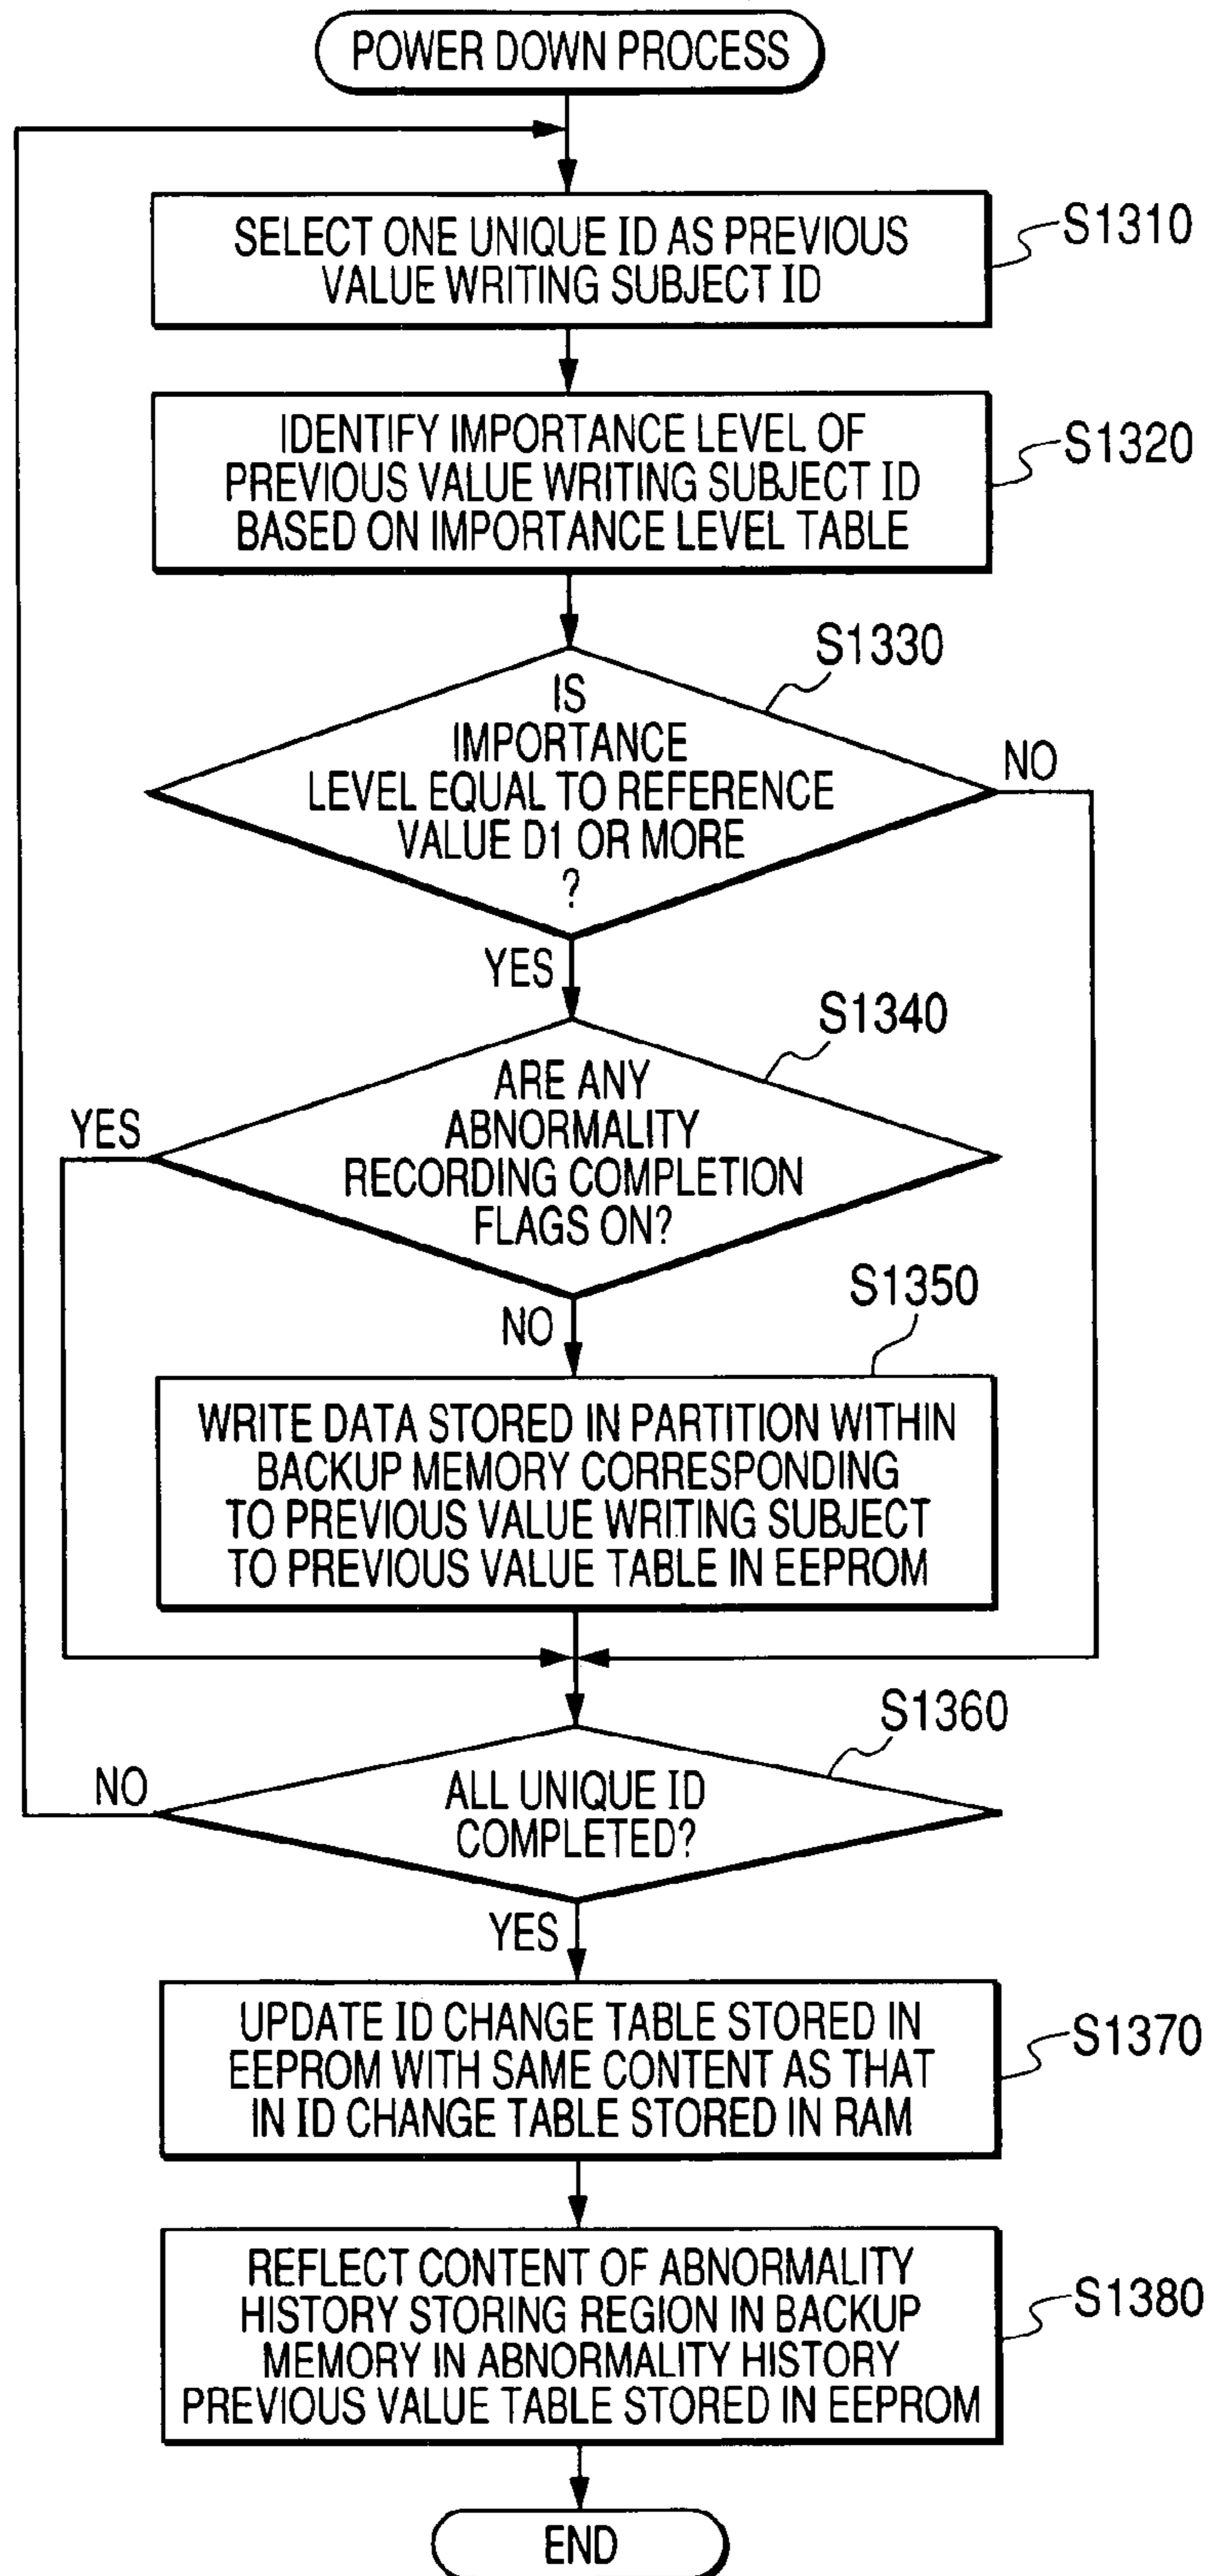 POWER DOWN PROCESS
SELECT ONE UNIQUE ID AS PREVIOUS
VALUE WRITING SUBJECT ID
S1310
IDENTIFY IMPORTANCE LEVEL OF
PREVIOUS VALUE WRITING SUBJECT ID
BASED ON IMPORTANCE LEVEL TABLE
S1320
S1330
IS
IMPORTANCE
LEVEL EQUAL TO REFERENCE
VALUE D1 OR MORE
?
NO
YES
S1340
ARE ANY
ABNORMALITY
RECORDING COMPLETION
FLAGS ON?
YES
NO
S1350
WRITE DATA STORED IN PARTITION WITHIN
BACKUP MEMORY CORRESPONDING
TO PREVIOUS VALUE WRITING SUBJECT
TO PREVIOUS VALUE TABLE IN EEPROM
S1360
NO
ALL UNIQUE ID
COMPLETED?
YES
UPDATE ID CHANGE TABLE STORED IN
EEPROM WITH SAME CONTENT AS THAT
IN ID CHANGE TABLE STORED IN RAM
S1370
REFLECT CONTENT OF ABNORMALITY
HISTORY STORING REGION IN BACKUP
MEMORY IN ABNORMALITY HISTORY
PREVIOUS VALUE TABLE STORED IN EEPROM
S1380
END